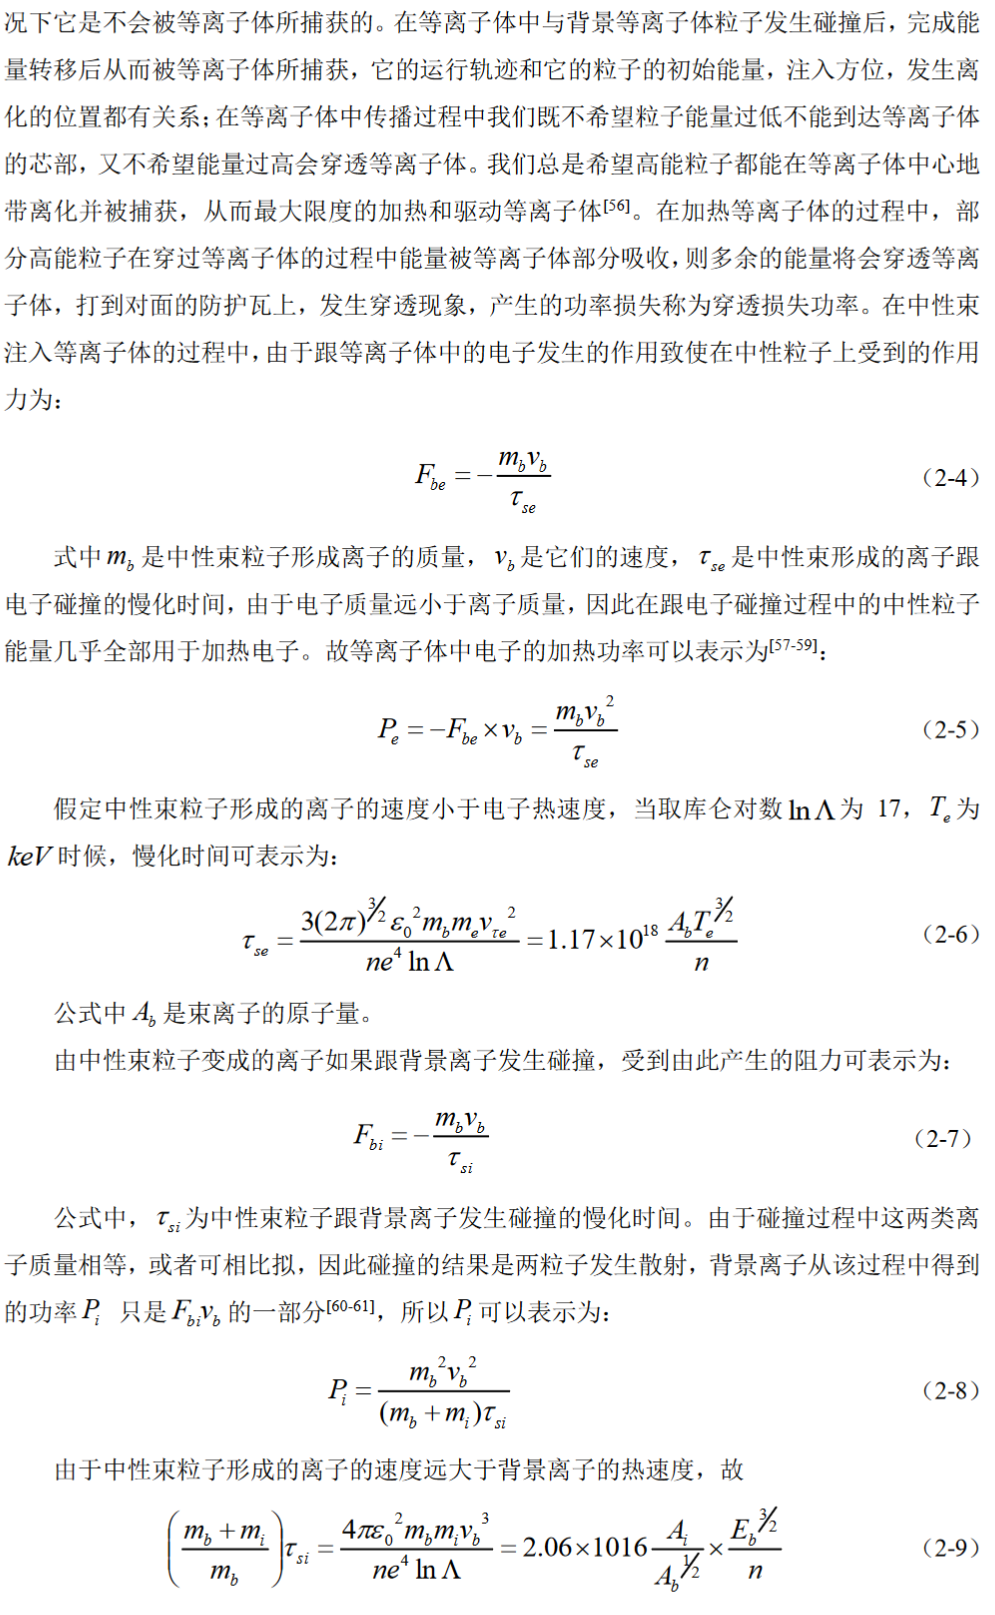 况下它是不会被等离子体所捕获的。在等离子体中与背景等离子体粒子发生碰撞后，完成能
量转移后从而被等离子体所捕获，它的运行轨迹和它的粒子的初始能量，注入方位，发生离
化的位置都有关系；在等离子体中传播过程中我们既不希望粒子能量过低不能到达等离子体
的芯部，又不希望能量过高会穿透等离子体。我们总是希望高能粒子都能在等离子体中心地
带离化并被捕获，从而最大限度的加热和驱动等离子体[56]。在加热等离子体的过程中，部
分高能粒子在穿过等离子体的过程中能量被等离子体部分吸收，则多余的能量将会穿透等离
子体，打到对面的防护瓦上，发生穿透现象，产生的功率损失称为穿透损失功率。在中性束
注入等离子体的过程中，由于跟等离子体中的电子发生的作用致使在中性粒子上受到的作用
力为：
$F_{be} = -\frac{m_b v_b}{\tau_{se}}$ （2-4）
式中 $m_b$ 是中性束粒子形成离子的质量， $v_b$ 是它们的速度， $\tau_{se}$ 是中性束形成的离子跟
电子碰撞的慢化时间，由于电子质量远小于离子质量，因此在跟电子碰撞过程中的中性粒子
能量几乎全部用于加热电子。故等离子体中电子的加热功率可以表示为[57-59]：
$P_e = -F_{be} \times v_b = \frac{m_b v_b{}^2}{\tau_{se}}$ （2-5）
假定中性束粒子形成的离子的速度小于电子热速度，当取库仑对数 $\ln \Lambda$ 为 17， $T_e$ 为
keV 时候，慢化时间可表示为：
$\tau_{se} = \frac{3(2\pi)^{3/2} \varepsilon_0{}^2 m_b m_e v_{\tau e}{}^2}{n e^4 \ln \Lambda} = 1.17 \times 10^{18} \frac{A_b T_e{}^{3/2}}{n}$ （2-6）
公式中 $A_b$ 是束离子的原子量。
由中性束粒子变成的离子如果跟背景离子发生碰撞，受到由此产生的阻力可表示为：
$F_{bi} = -\frac{m_b v_b}{\tau_{si}}$ （2-7）
公式中， $\tau_{si}$ 为中性束粒子跟背景离子发生碰撞的慢化时间。由于碰撞过程中这两类离
子质量相等，或者可相比拟，因此碰撞的结果是两粒子发生散射，背景离子从该过程中得到
的功率 $P_i$ 只是 $F_{bi} v_b$ 的一部分[60-61]，所以 $P_i$ 可以表示为：
$P_i = \frac{m_b{}^2 v_b{}^2}{(m_b + m_i)\tau_{si}}$ （2-8）
由于中性束粒子形成的离子的速度远大于背景离子的热速度，故
$\left( \frac{m_b + m_i}{m_b} \right) \tau_{si} = \frac{4\pi \varepsilon_0{}^2 m_b m_i v_b{}^3}{n e^4 \ln \Lambda} = 2.06 \times 1016 \frac{A_i}{A_b{}^{1/2}} \times \frac{E_b{}^{3/2}}{n}$ （2-9）